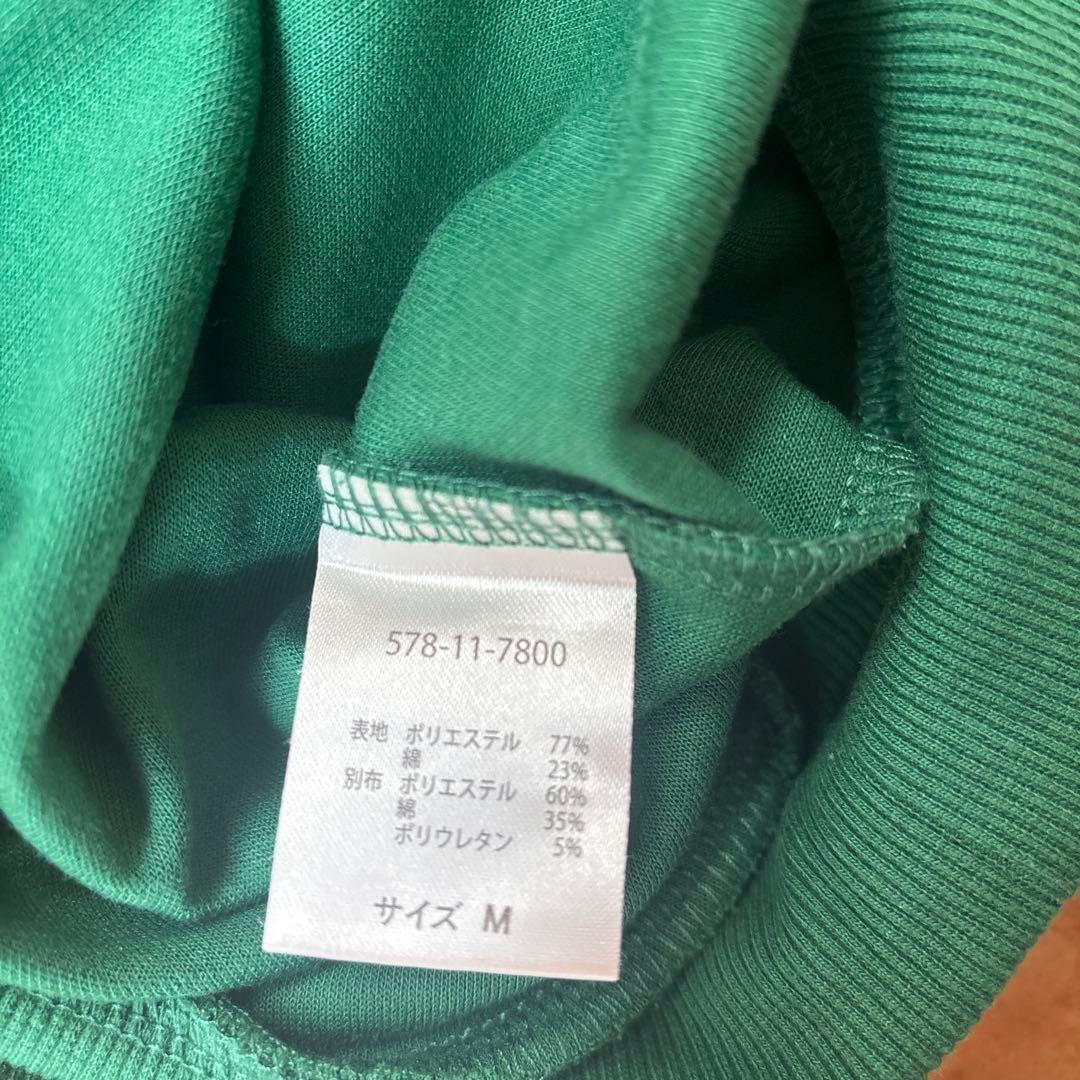 578-11-7800
表地 ポリエステル 77%
綿 23%
別布 ポリエステル 60%
綿 35%
ポリウレタン 5%
サイズ M